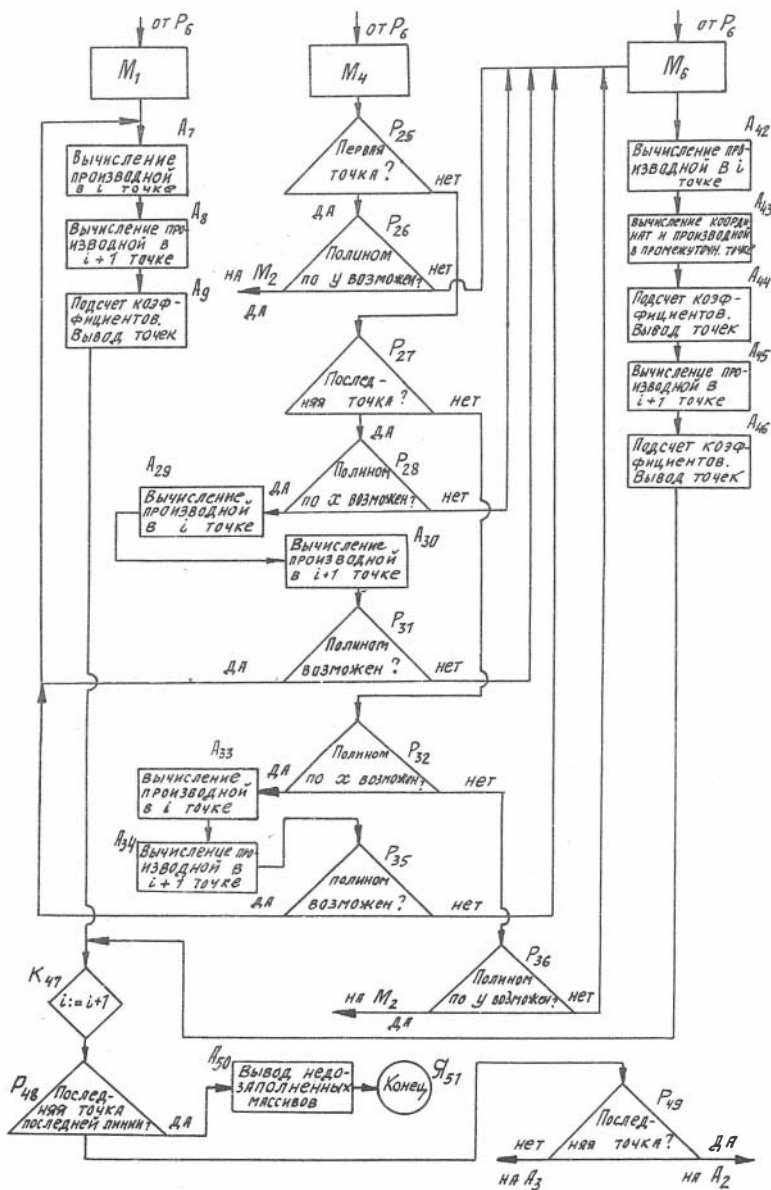 от P6
от P6
от P6
M1
M4
M6
A7
Вычисление
производной
в i точке
A8
Вычисление про-
изводной в
i+1 точке
A9
Подсчет коэф-
фициентов.
Вывод точек
P25
Первая
точка?
нет
да
P26
Полином
по y возможен?
нет
на M2
да
P27
Послед-
няя точка?
нет
да
P28
Полином
по x возможен?
нет
да
A29
Вычисление
производной
в i точке
A30
Вычисление
производной
в i+1 точке
P31
Полином
возможен?
да
нет
P32
Полином
по x возможен?
да
нет
A33
Вычисление
производной
в i точке
A34
Вычисление про-
изводной в
i+1 точке
P35
полином
возможен?
да
нет
P36
Полином
по y возможен?
нет
на M2
да
A42
Вычисление про-
изводной в i
точке
A43
Вычисление коорди-
нат и производной
в промежуточн. точке
A44
Подсчет коэф-
фициентов.
Вывод точек
A45
Вычисление про-
изводной в
i+1 точке
A46
Подсчет коэф-
фициентов.
Вывод точек
K47
i:=i+1
P48
Послед-
няя точка
последней линии?
да
A50
Вывод недо-
заполненных
массивов
Я51
Конец
P49
Послед-
няя точка?
нет
да
на A3
на A2